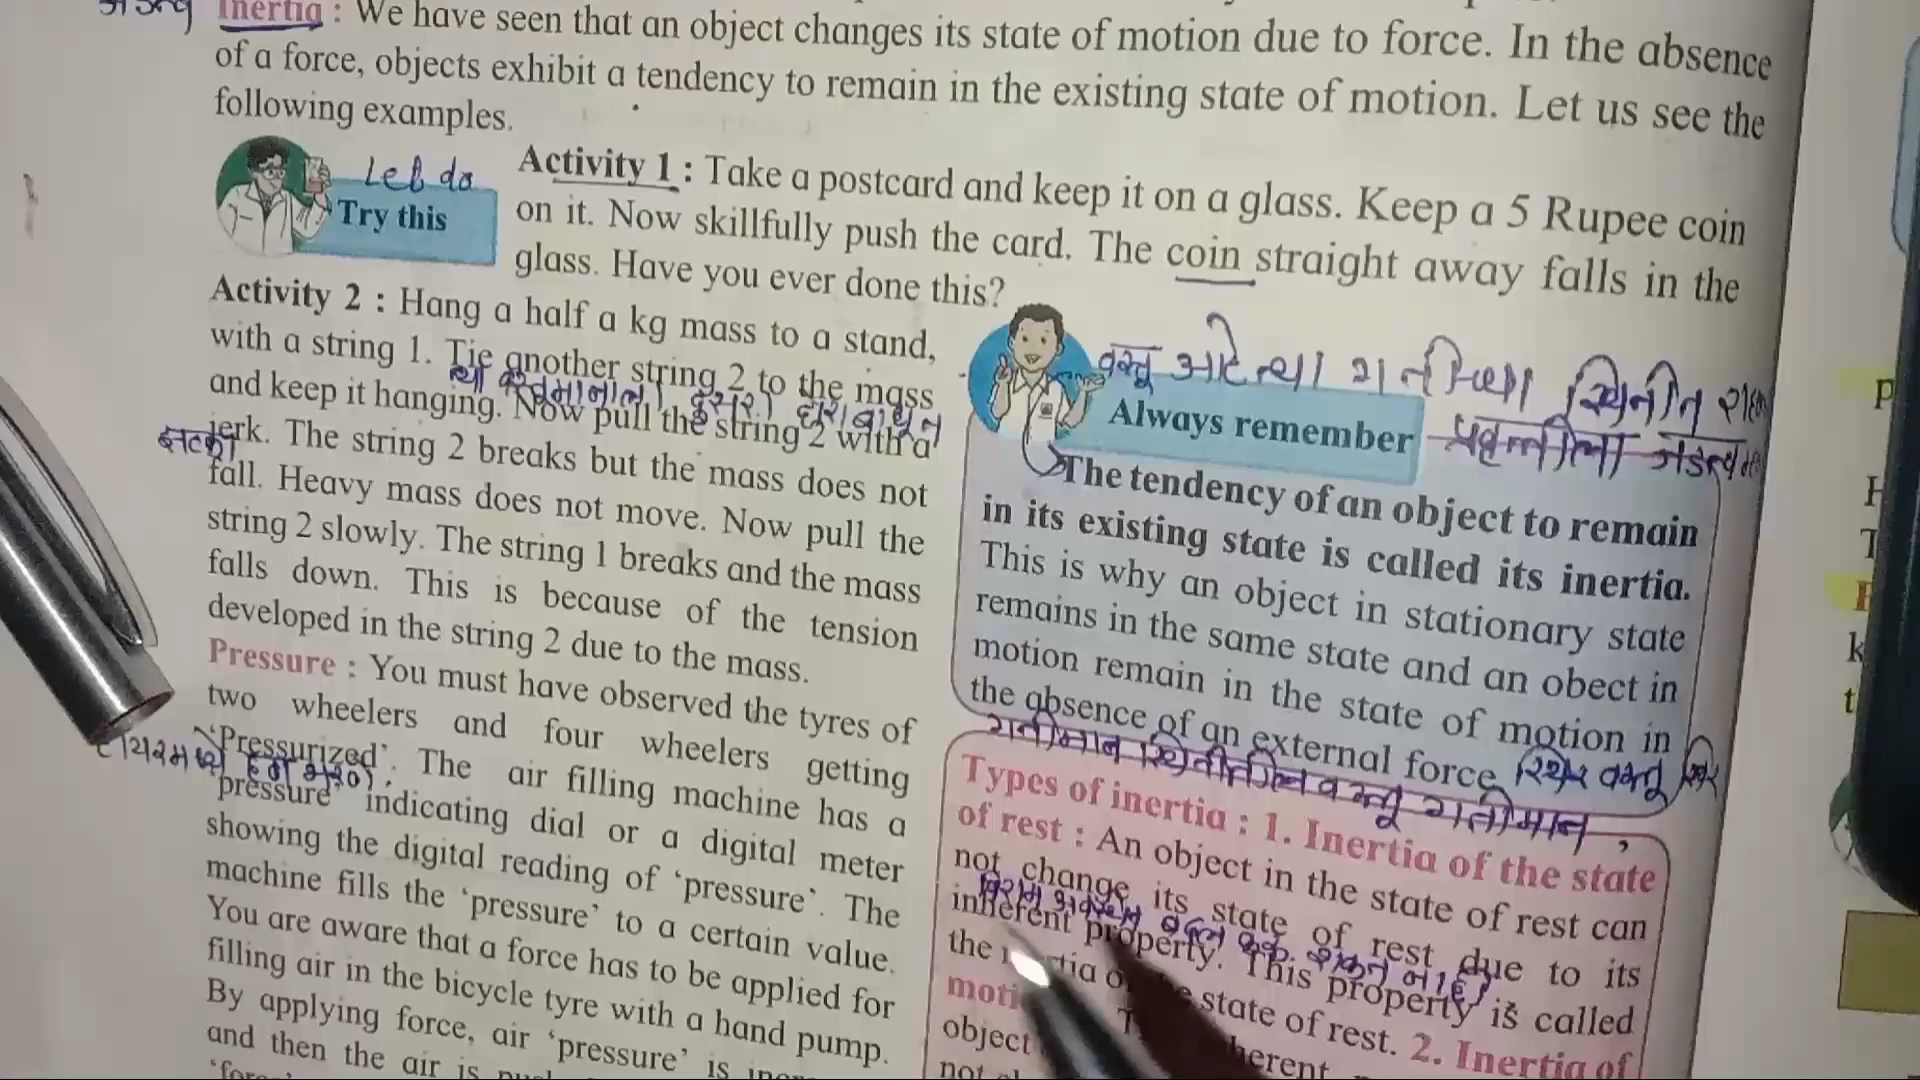 Inertia : We have seen that an object changes its state of motion due to force. In the absence
of a force, objects exhibit a tendency to remain in the existing state of motion. Let us see the
following examples.
Let do
Try this
Activity 1 : Take a postcard and keep it on a glass. Keep a 5 Rupee coin
on it. Now skillfully push the card. The coin straight away falls in the
glass. Have you ever done this?
Activity 2 : Hang a half a kg mass to a stand,
with a string 1. Tie another string 2 to the mass
and keep it hanging. Now pull the string 2 with a
झटका
jerk. The string 2 breaks but the mass does not
fall. Heavy mass does not move. Now pull the
string 2 slowly. The string 1 breaks and the mass
falls down. This is because of the tension
developed in the string 2 due to the mass.
Pressure : You must have observed the tyres of
two wheelers and four wheelers getting
‘Pressurized’. The air filling machine has a
‘pressure’ indicating dial or a digital meter
showing the digital reading of ‘pressure’. The
machine fills the ‘pressure’ to a certain value.
You are aware that a force has to be applied for
filling air in the bicycle tyre with a hand pump.
By applying force, air ‘pressure’ is
and then the air is
वस्तू आहे त्या
Always remember
The tendency of an object to remain
in its existing state is called its inertia.
This is why an object in stationary state
remains in the same state and an obect in
motion remain in the state of motion in
the absence of an external force
स्थिर वस्तू स्थिर
गतीमान स्थितीतील वस्तू गतीमान,
Types of inertia : 1. Inertia of the state
of rest : An object in the state of rest can
not change its state of rest due to its
inherent property. This property is called
the of the state of rest. 2. Inertia of
object